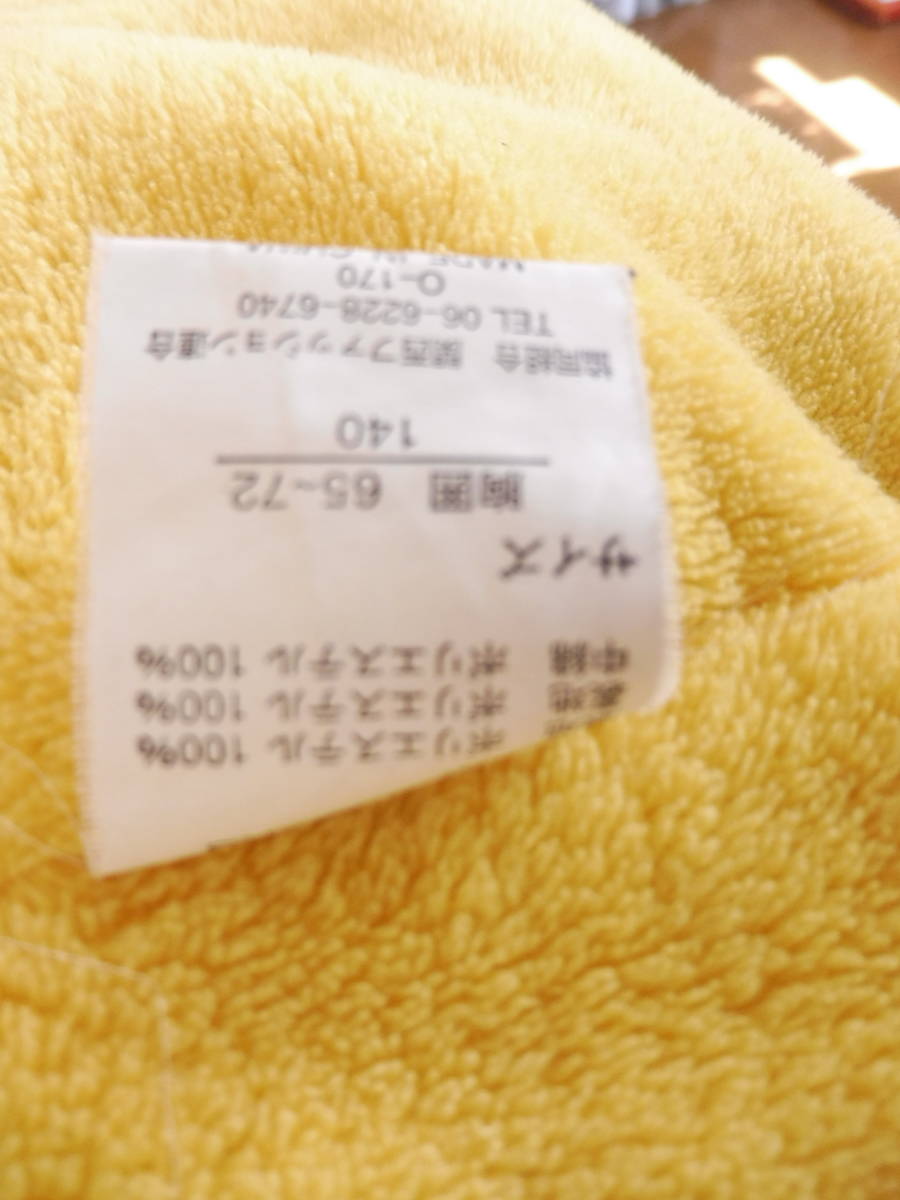 ポリエステル 100%
裏地 ポリエステル 100%
中綿 ポリエステル 100%
サイズ
胸囲 65~72
140
協同組合 関西ファッション連合
TEL 06-6228-6740
O-170
MADE IN CHINA